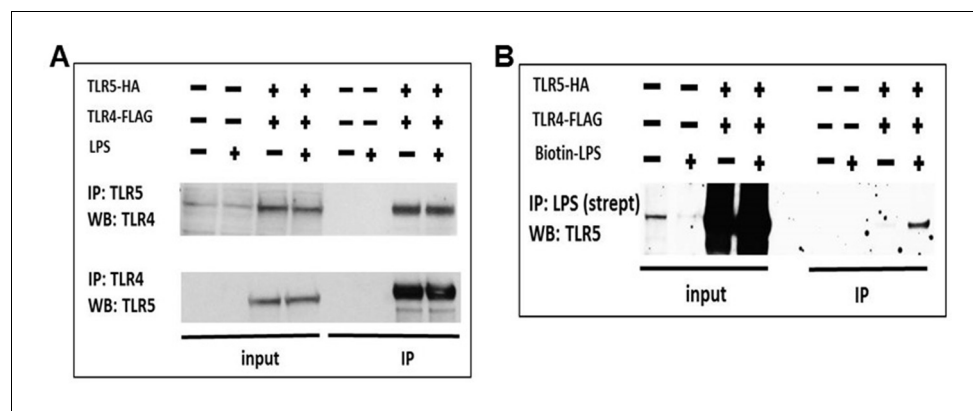 A
TLR5-HA − − + + − − + +
TLR4-FLAG − − + + − − + +
LPS − + − + − + − +
IP: TLR5
WB: TLR4
IP: TLR4
WB: TLR5
input IP
B
TLR5-HA − − + + − − + +
TLR4-FLAG − − + + − − + +
Biotin-LPS − + − + − + − +
IP: LPS (strept)
WB: TLR5
input IP